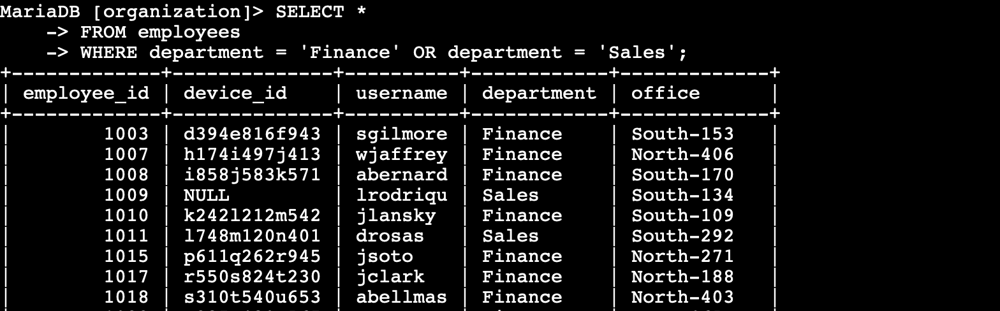 MariaDB [organization]> SELECT *
    -> FROM employees
    -> WHERE department = 'Finance' OR department = 'Sales';
+-------------+--------------+----------+------------+-------------+
| employee_id | device_id    | username | department | office      |
+-------------+--------------+----------+------------+-------------+
|        1003 | d394e816f943 | sgilmore | Finance    | South-153   |
|        1007 | h174i497j413 | wjaffrey | Finance    | North-406   |
|        1008 | i858j583k571 | abernard | Finance    | South-170   |
|        1009 | NULL         | lrodriqu | Sales      | South-134   |
|        1010 | k242l212m542 | jlansky  | Finance    | South-109   |
|        1011 | l748m120n401 | drosas   | Sales      | South-292   |
|        1015 | p611q262r945 | jsoto    | Finance    | North-271   |
|        1017 | r550s824t230 | jclark   | Finance    | North-188   |
|        1018 | s310t540u653 | abellmas | Finance    | North-403   |